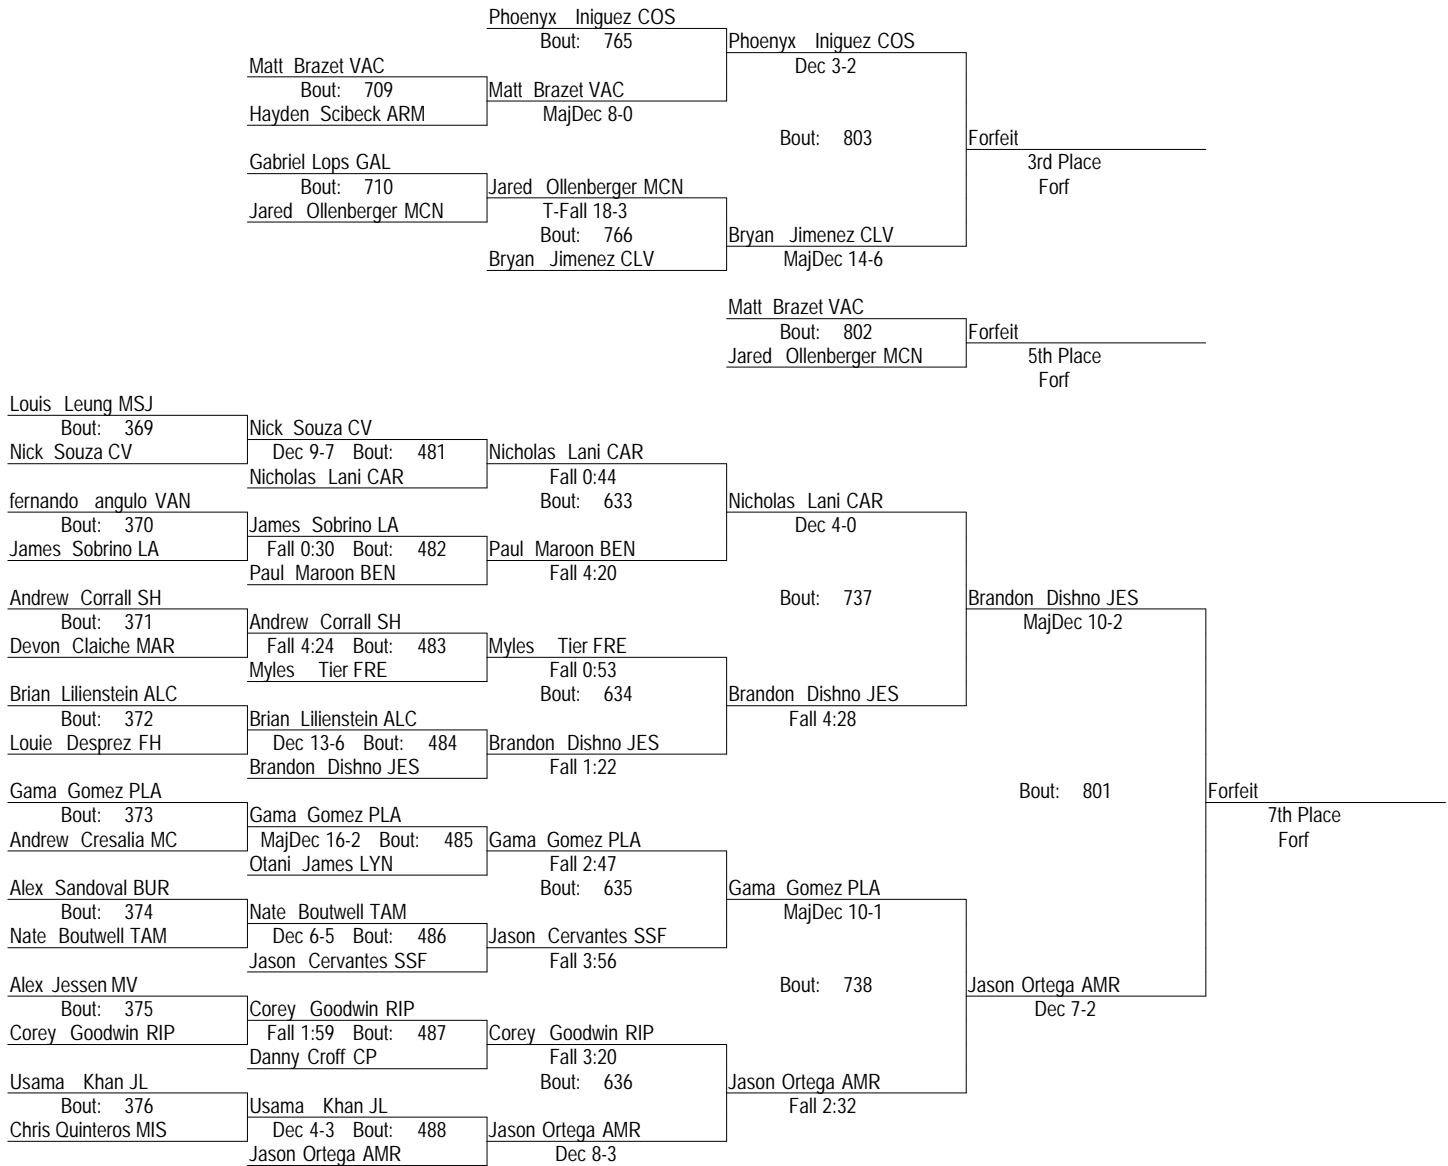 Phoenyx Iniguez COS
Bout: 765
Phoenyx Iniguez COS
Dec 3-2
Matt Brazet VAC
Bout: 709
Matt Brazet VAC
Hayden Scibeck ARM
MajDec 8-0
Bout: 803
Forfeit
3rd Place
Forf
Gabriel Lops GAL
Bout: 710
Jared Ollenberger MCN
Jared Ollenberger MCN
T-Fall 18-3
Bout: 766
Bryan Jimenez CLV
Bryan Jimenez CLV
MajDec 14-6
Matt Brazet VAC
Bout: 802
Forfeit
Jared Ollenberger MCN
5th Place
Forf
Louis Leung MSJ
Bout: 369
Nick Souza CV
Nick Souza CV
Dec 9-7 Bout: 481
Nicholas Lani CAR
Nicholas Lani CAR
Fall 0:44
Bout: 633
Nicholas Lani CAR
Dec 4-0
fernando angulo VAN
Bout: 370
James Sobrino LA
James Sobrino LA
Fall 0:30 Bout: 482
Paul Maroon BEN
Paul Maroon BEN
Fall 4:20
Bout: 737
Brandon Dishno JES
MajDec 10-2
Andrew Corrall SH
Bout: 371
Andrew Corrall SH
Devon Claiche MAR
Fall 4:24 Bout: 483
Myles Tier FRE
Myles Tier FRE
Fall 0:53
Bout: 634
Brandon Dishno JES
Fall 4:28
Brian Lilienstein ALC
Bout: 372
Brian Lilienstein ALC
Louie Desprez FH
Dec 13-6 Bout: 484
Brandon Dishno JES
Brandon Dishno JES
Fall 1:22
Bout: 801
Forfeit
7th Place
Forf
Gama Gomez PLA
Bout: 373
Gama Gomez PLA
Andrew Cresalia MC
MajDec 16-2 Bout: 485
Gama Gomez PLA
Otani James LYN
Fall 2:47
Bout: 635
Gama Gomez PLA
MajDec 10-1
Alex Sandoval BUR
Bout: 374
Nate Boutwell TAM
Nate Boutwell TAM
Dec 6-5 Bout: 486
Jason Cervantes SSF
Jason Cervantes SSF
Fall 3:56
Bout: 738
Jason Ortega AMR
Dec 7-2
Alex Jessen MV
Bout: 375
Corey Goodwin RIP
Corey Goodwin RIP
Fall 1:59 Bout: 487
Corey Goodwin RIP
Danny Croff CP
Fall 3:20
Bout: 636
Jason Ortega AMR
Fall 2:32
Usama Khan JL
Bout: 376
Usama Khan JL
Chris Quinteros MIS
Dec 4-3 Bout: 488
Jason Ortega AMR
Jason Ortega AMR
Dec 8-3